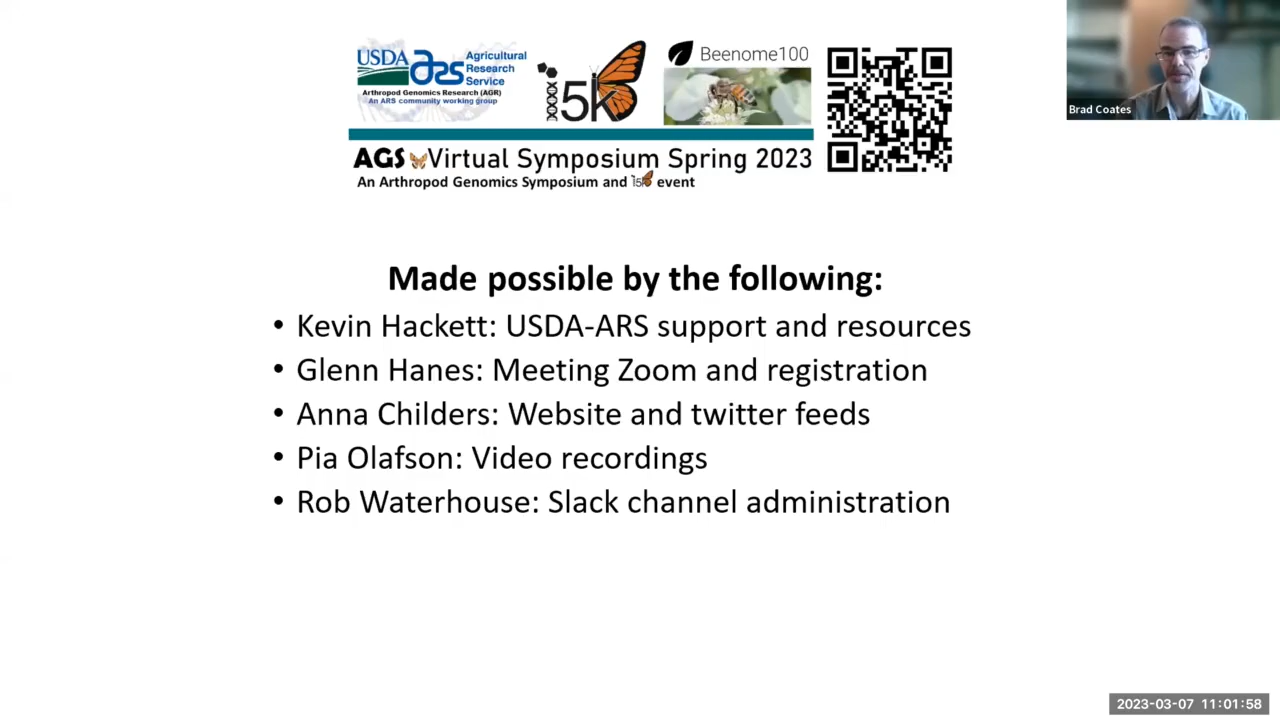 USDA ars Agricultural
Research
Service
Arthropod Genomics Research (AGR)
An ARS community working group
i5k
Beenome100
AGS Virtual Symposium Spring 2023
An Arthropod Genomics Symposium and i5k event
Brad Coates
Made possible by the following:
• Kevin Hackett: USDA-ARS support and resources
• Glenn Hanes: Meeting Zoom and registration
• Anna Childers: Website and twitter feeds
• Pia Olafson: Video recordings
• Rob Waterhouse: Slack channel administration
2023-03-07 11:01:58